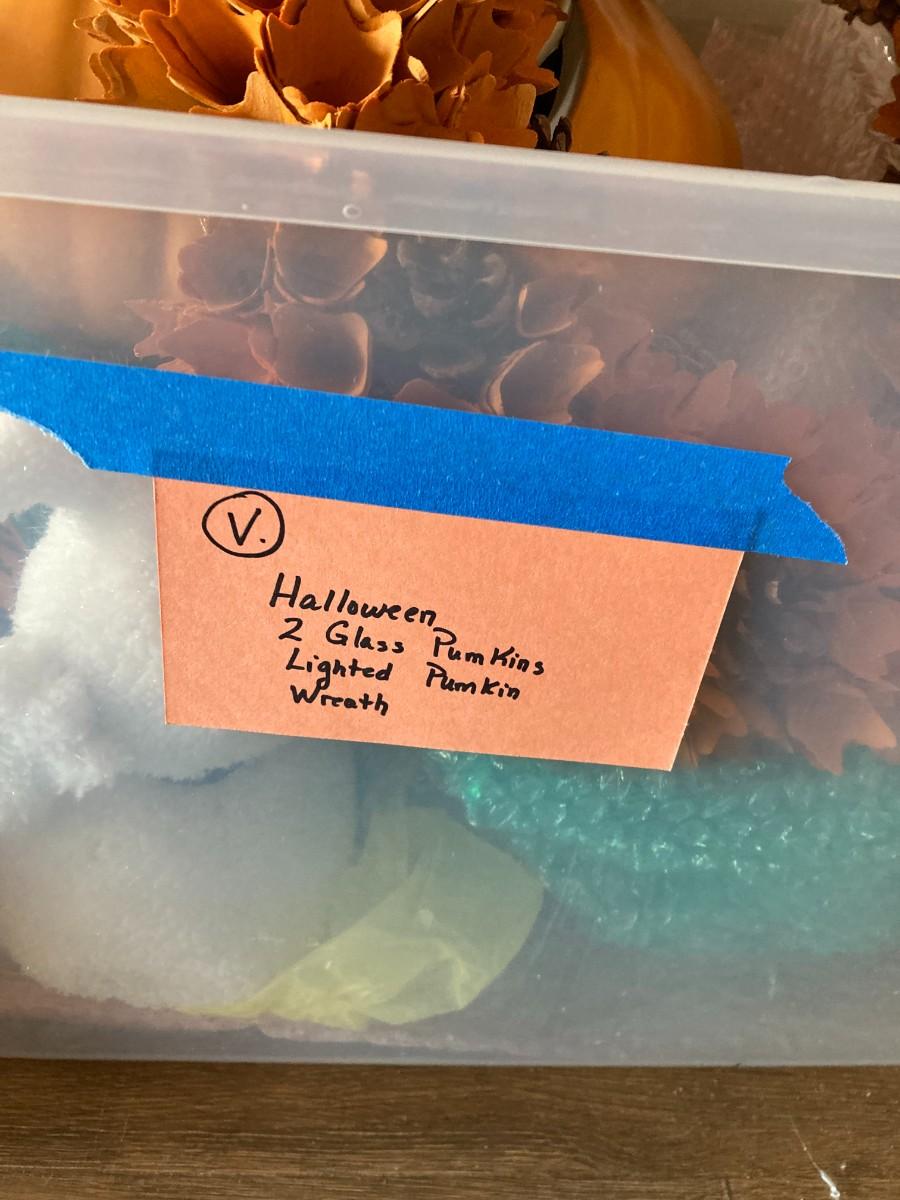 V.
Halloween
2 Glass Pumkins
Lighted Pumkin
Wreath